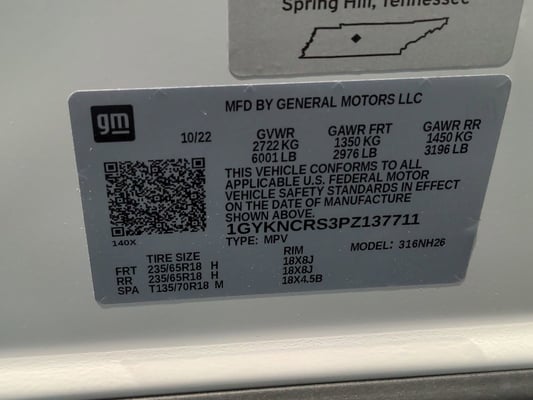 Spring Hill, Tennessee
gm
MFD BY GENERAL MOTORS LLC
10/22 GVWR GAWR FRT GAWR RR
2722 KG 1350 KG 1450 KG
6001 LB 2976 LB 3196 LB
THIS VEHICLE CONFORMS TO ALL
APPLICABLE U.S. FEDERAL MOTOR
VEHICLE SAFETY STANDARDS IN EFFECT
ON THE DATE OF MANUFACTURE
SHOWN ABOVE.
1GYKNCRS3PZ137711
140X
TYPE: MPV MODEL: 316NH26
TIRE SIZE RIM
FRT 235/65R18 H 18X8J
RR 235/65R18 H 18X8J
SPA T135/70R18 M 18X4.5B